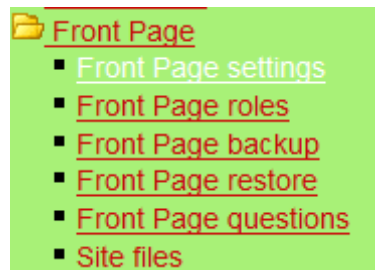 Front Page
Front Page settings
Front Page roles
Front Page backup
Front Page restore
Front Page questions
Site files